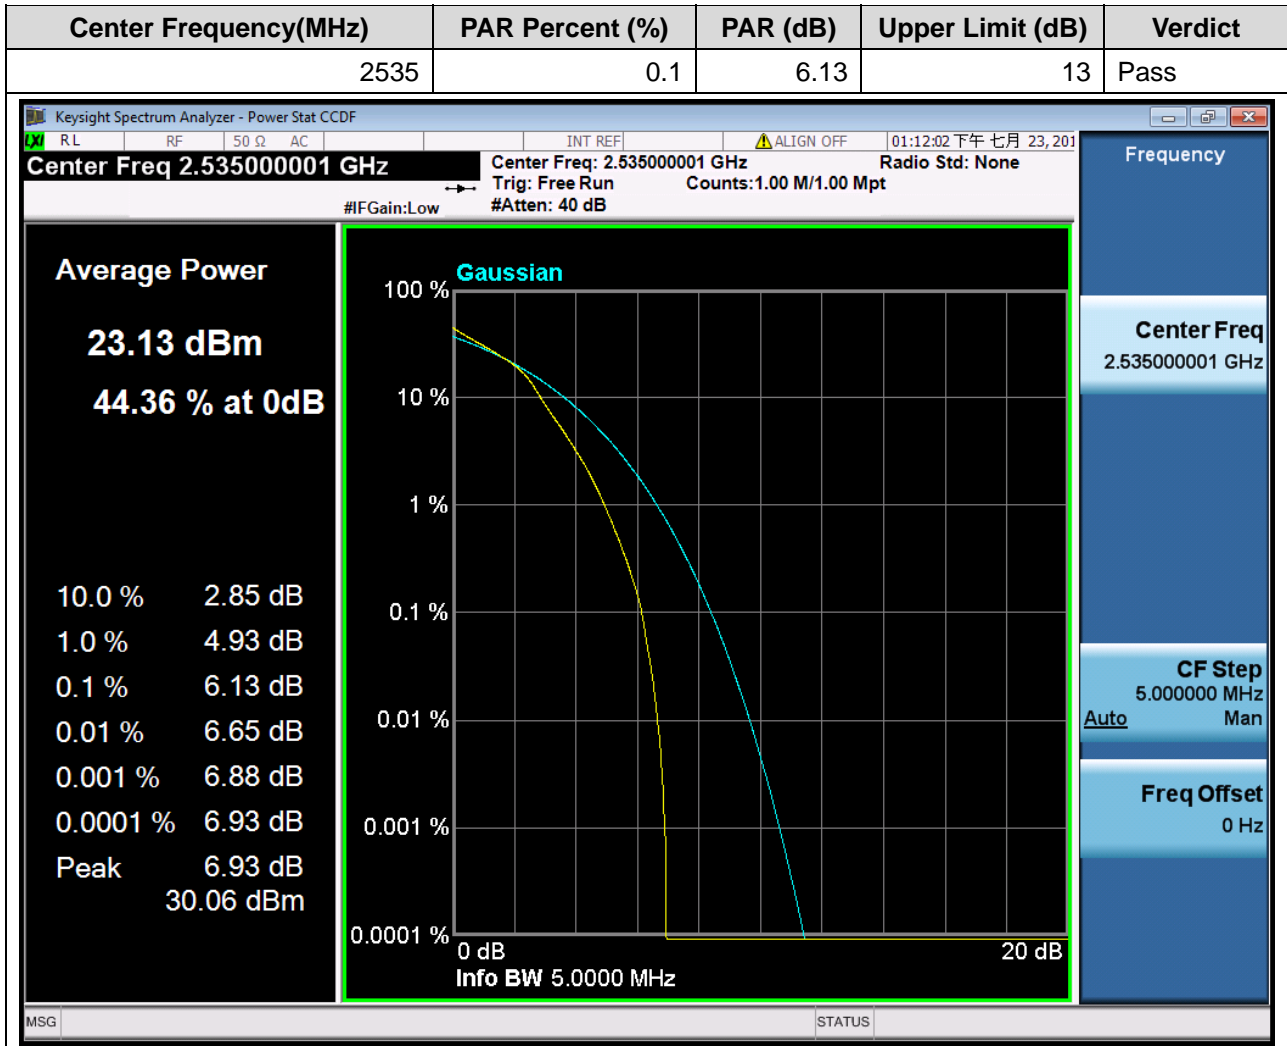 Center Frequency(MHz) PAR Percent (%) PAR (dB) Upper Limit (dB) Verdict
2535 0.1 6.13 13 Pass
Keysight Spectrum Analyzer - Power Stat CCDF
LXI RL RF 50 Ω AC INT REF ALIGN OFF 01:12:02 下午 七月 23, 201
Center Freq 2.535000001 GHz
Center Freq: 2.535000001 GHz Radio Std: None
Trig: Free Run Counts:1.00 M/1.00 Mpt
#IFGain:Low #Atten: 40 dB
Average Power
23.13 dBm
44.36 % at 0dB
10.0 % 2.85 dB
1.0 % 4.93 dB
0.1 % 6.13 dB
0.01 % 6.65 dB
0.001 % 6.88 dB
0.0001 % 6.93 dB
Peak 6.93 dB
30.06 dBm
Gaussian
100 %
10 %
1 %
0.1 %
0.01 %
0.001 %
0.0001 %
0 dB 20 dB
Info BW 5.0000 MHz
Frequency
Center Freq
2.535000001 GHz
CF Step
5.000000 MHz
Auto Man
Freq Offset
0 Hz
MSG STATUS